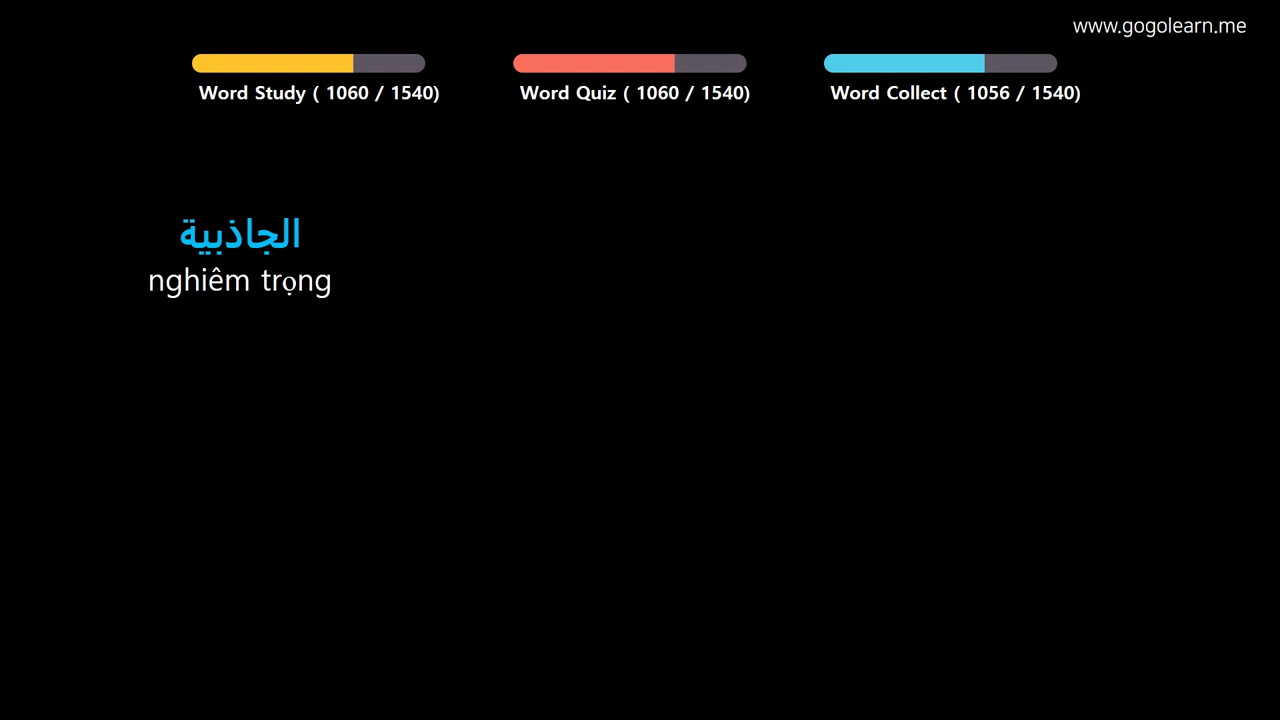 www.gogolearn.me
Word Study ( 1060 / 1540)
Word Quiz ( 1060 / 1540)
Word Collect ( 1056 / 1540)
الجاذبية
nghiêm trọng